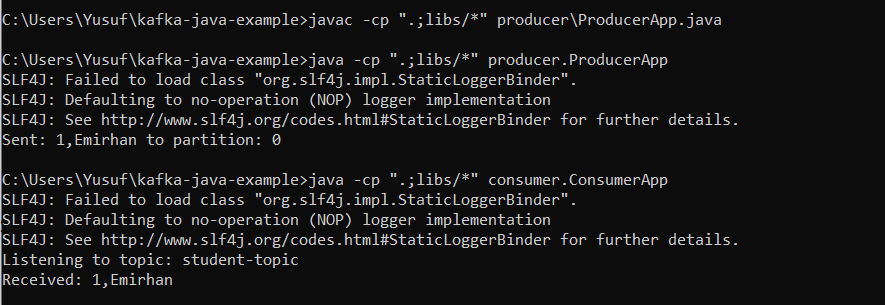 C:\Users\Yusuf\kafka-java-example>javac -cp ".;libs/*" producer\ProducerApp.java
C:\Users\Yusuf\kafka-java-example>java -cp ".;libs/*" producer.ProducerApp
SLF4J: Failed to load class "org.slf4j.impl.StaticLoggerBinder".
SLF4J: Defaulting to no-operation (NOP) logger implementation
SLF4J: See http://www.slf4j.org/codes.html#StaticLoggerBinder for further details.
Sent: 1,Emirhan to partition: 0
C:\Users\Yusuf\kafka-java-example>java -cp ".;libs/*" consumer.ConsumerApp
SLF4J: Failed to load class "org.slf4j.impl.StaticLoggerBinder".
SLF4J: Defaulting to no-operation (NOP) logger implementation
SLF4J: See http://www.slf4j.org/codes.html#StaticLoggerBinder for further details.
Listening to topic: student-topic
Received: 1,Emirhan